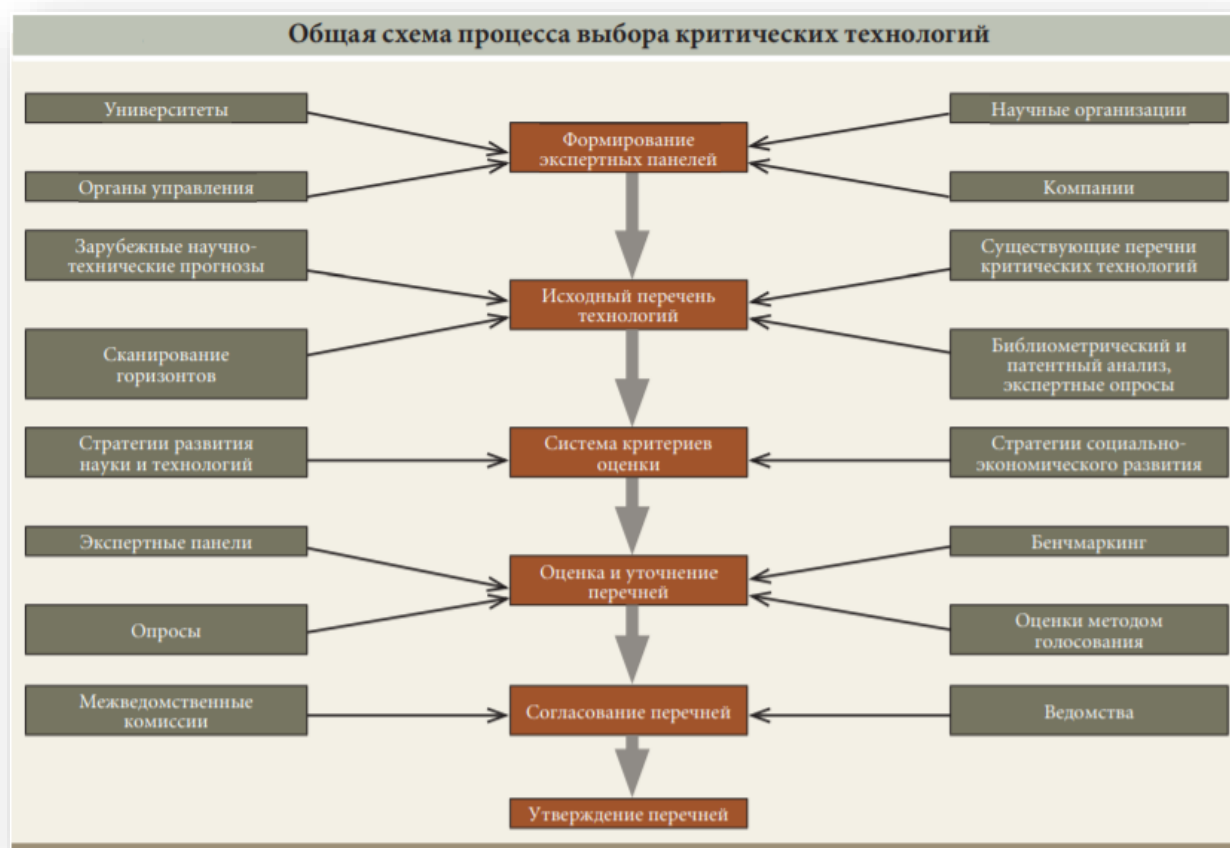 Общая схема процесса выбора критических технологий
Университеты
Научные организации
Формирование
экспертных панелей
Органы управления
Компании
Зарубежные научно-
технические прогнозы
Существующие перечни
критических технологий
Исходный перечень
технологий
Сканирование
горизонтов
Библиометрический и
патентный анализ,
экспертные опросы
Стратегии развития
науки и технологий
Система критериев
оценки
Стратегии социально-
экономического развития
Экспертные панели
Бенчмаркинг
Оценка и уточнение
перечней
Опросы
Оценки методом
голосования
Межведомственные
комиссии
Согласование перечней
Ведомства
Утверждение перечней